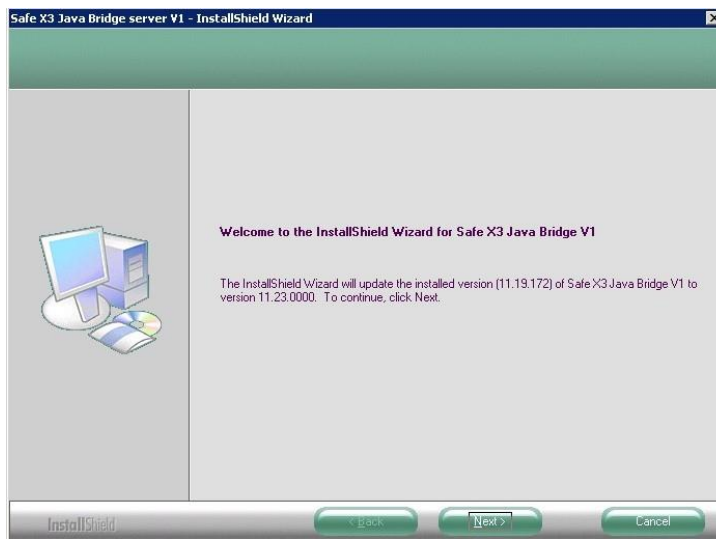 Safe X3 Java Bridge server V1 - InstallShield Wizard
Welcome to the InstallShield Wizard for Safe X3 Java Bridge V1
The InstallShield Wizard will update the installed version (11.19.172) of Safe X3 Java Bridge V1 to
version 11.23.0000. To continue, click Next.
InstallShield
< Back
Next >
Cancel